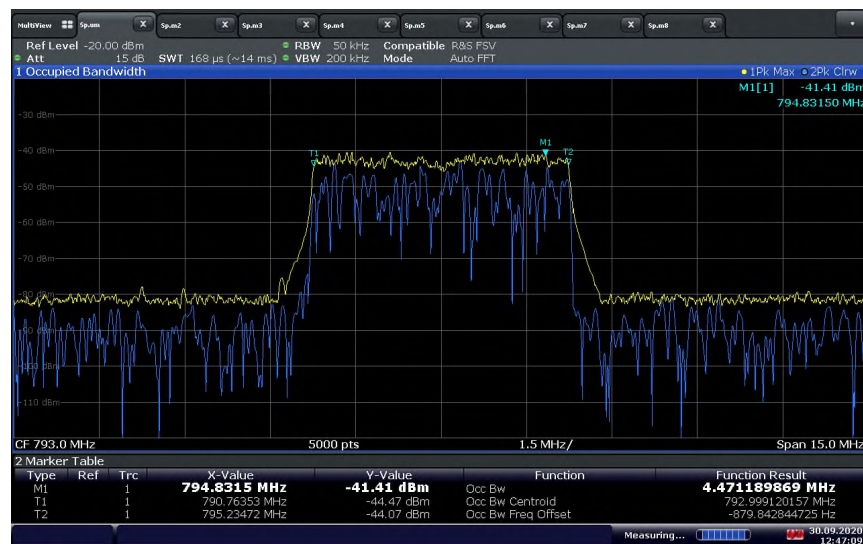 MultiView Sp.um X Sp.m2 X Sp.m3 X Sp.m4 X Sp.m5 X Sp.m6 X Sp.m7 X Sp.m8 X
Ref Level -20.00 dBm RBW 50 kHz Compatible R&S FSV
Att 15 dB SWT 168 µs (~14 ms) VBW 200 kHz Mode Auto FFT
1 Occupied Bandwidth 1Pk Max 2Pk Clrw
M1[1] -41.41 dBm
794.83150 MHz
-30 dBm
-40 dBm
M1
T1 T2
-50 dBm
-60 dBm
-70 dBm
-80 dBm
-90 dBm
-100 dBm
-110 dBm
CF 793.0 MHz 5000 pts 1.5 MHz/ Span 15.0 MHz
2 Marker Table
Type Ref Trc X-Value Y-Value Function Function Result
M1 1 794.8315 MHz -41.41 dBm Occ Bw 4.471189869 MHz
T1 1 790.76353 MHz -44.47 dBm Occ Bw Centroid 792.999120157 MHz
T2 1 795.23472 MHz -44.07 dBm Occ Bw Freq Offset -879.842844725 Hz
Measuring... 30.09.2020
12:47:09